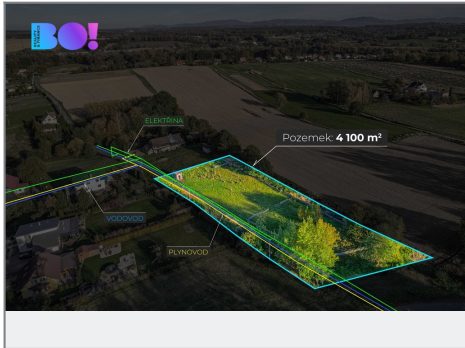 BO!
ELEKTŘINA
Pozemek: 4 100 m²
VODOVOD
PLYNOVOD